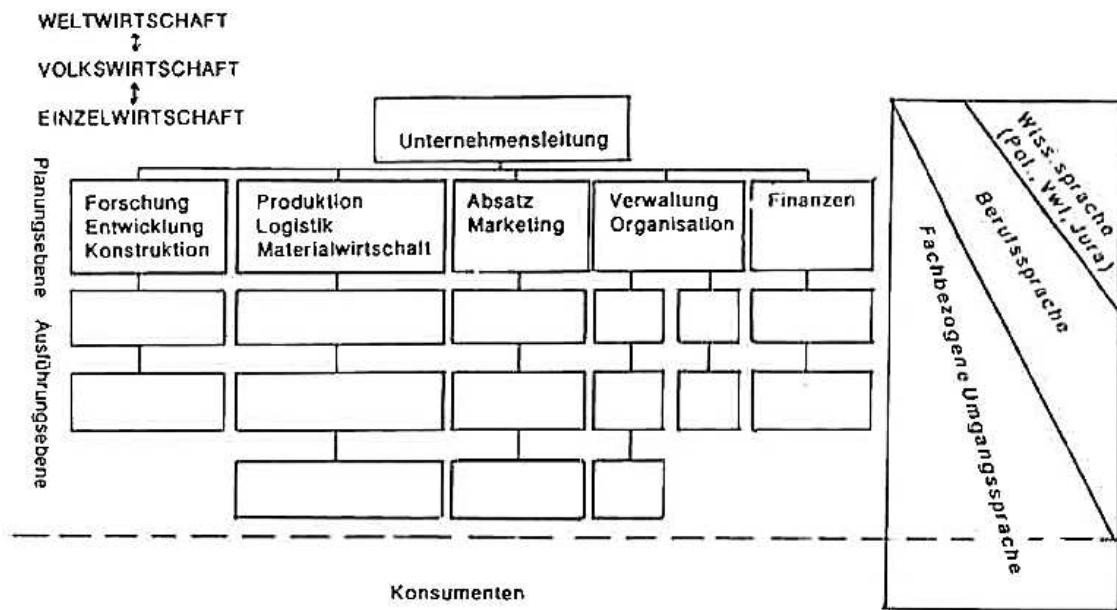 WELTWIRTSCHAFT
VOLKSWIRTSCHAFT
EINZELWIRTSCHAFT
Unternehmensleitung
Planungsebene
Forschung
Entwicklung
Konstruktion
Produktion
Logistik
Materialwirtschaft
Absatz
Marketing
Verwaltung
Organisation
Finanzen
Ausführungsebene
Konsumenten
Wiss.sprache
(Pol., Vwl, Jura)
Berufssprache
Fachbezogene Umgangssprache